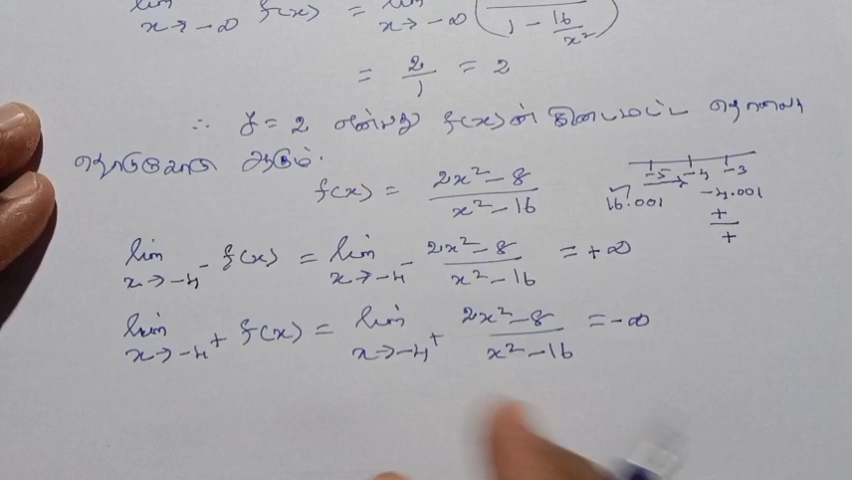 lim x→-∞ f(x) = lim x→-∞ ( / 1 - 16/x² )
= 2/1 = 2
∴ y = 2 என்பது f(x)ன் கிடைமட்ட தொலைத்
தொடுகோடு ஆகும்.
f(x) = (2x²-8)/(x²-16)
-5 -4 -3
16.001 -4.001
+/+
lim x→-4⁻ f(x) = lim x→-4⁻ (2x²-8)/(x²-16) = +∞
lim x→-4⁺ f(x) = lim x→-4⁺ (2x²-8)/(x²-16) = -∞